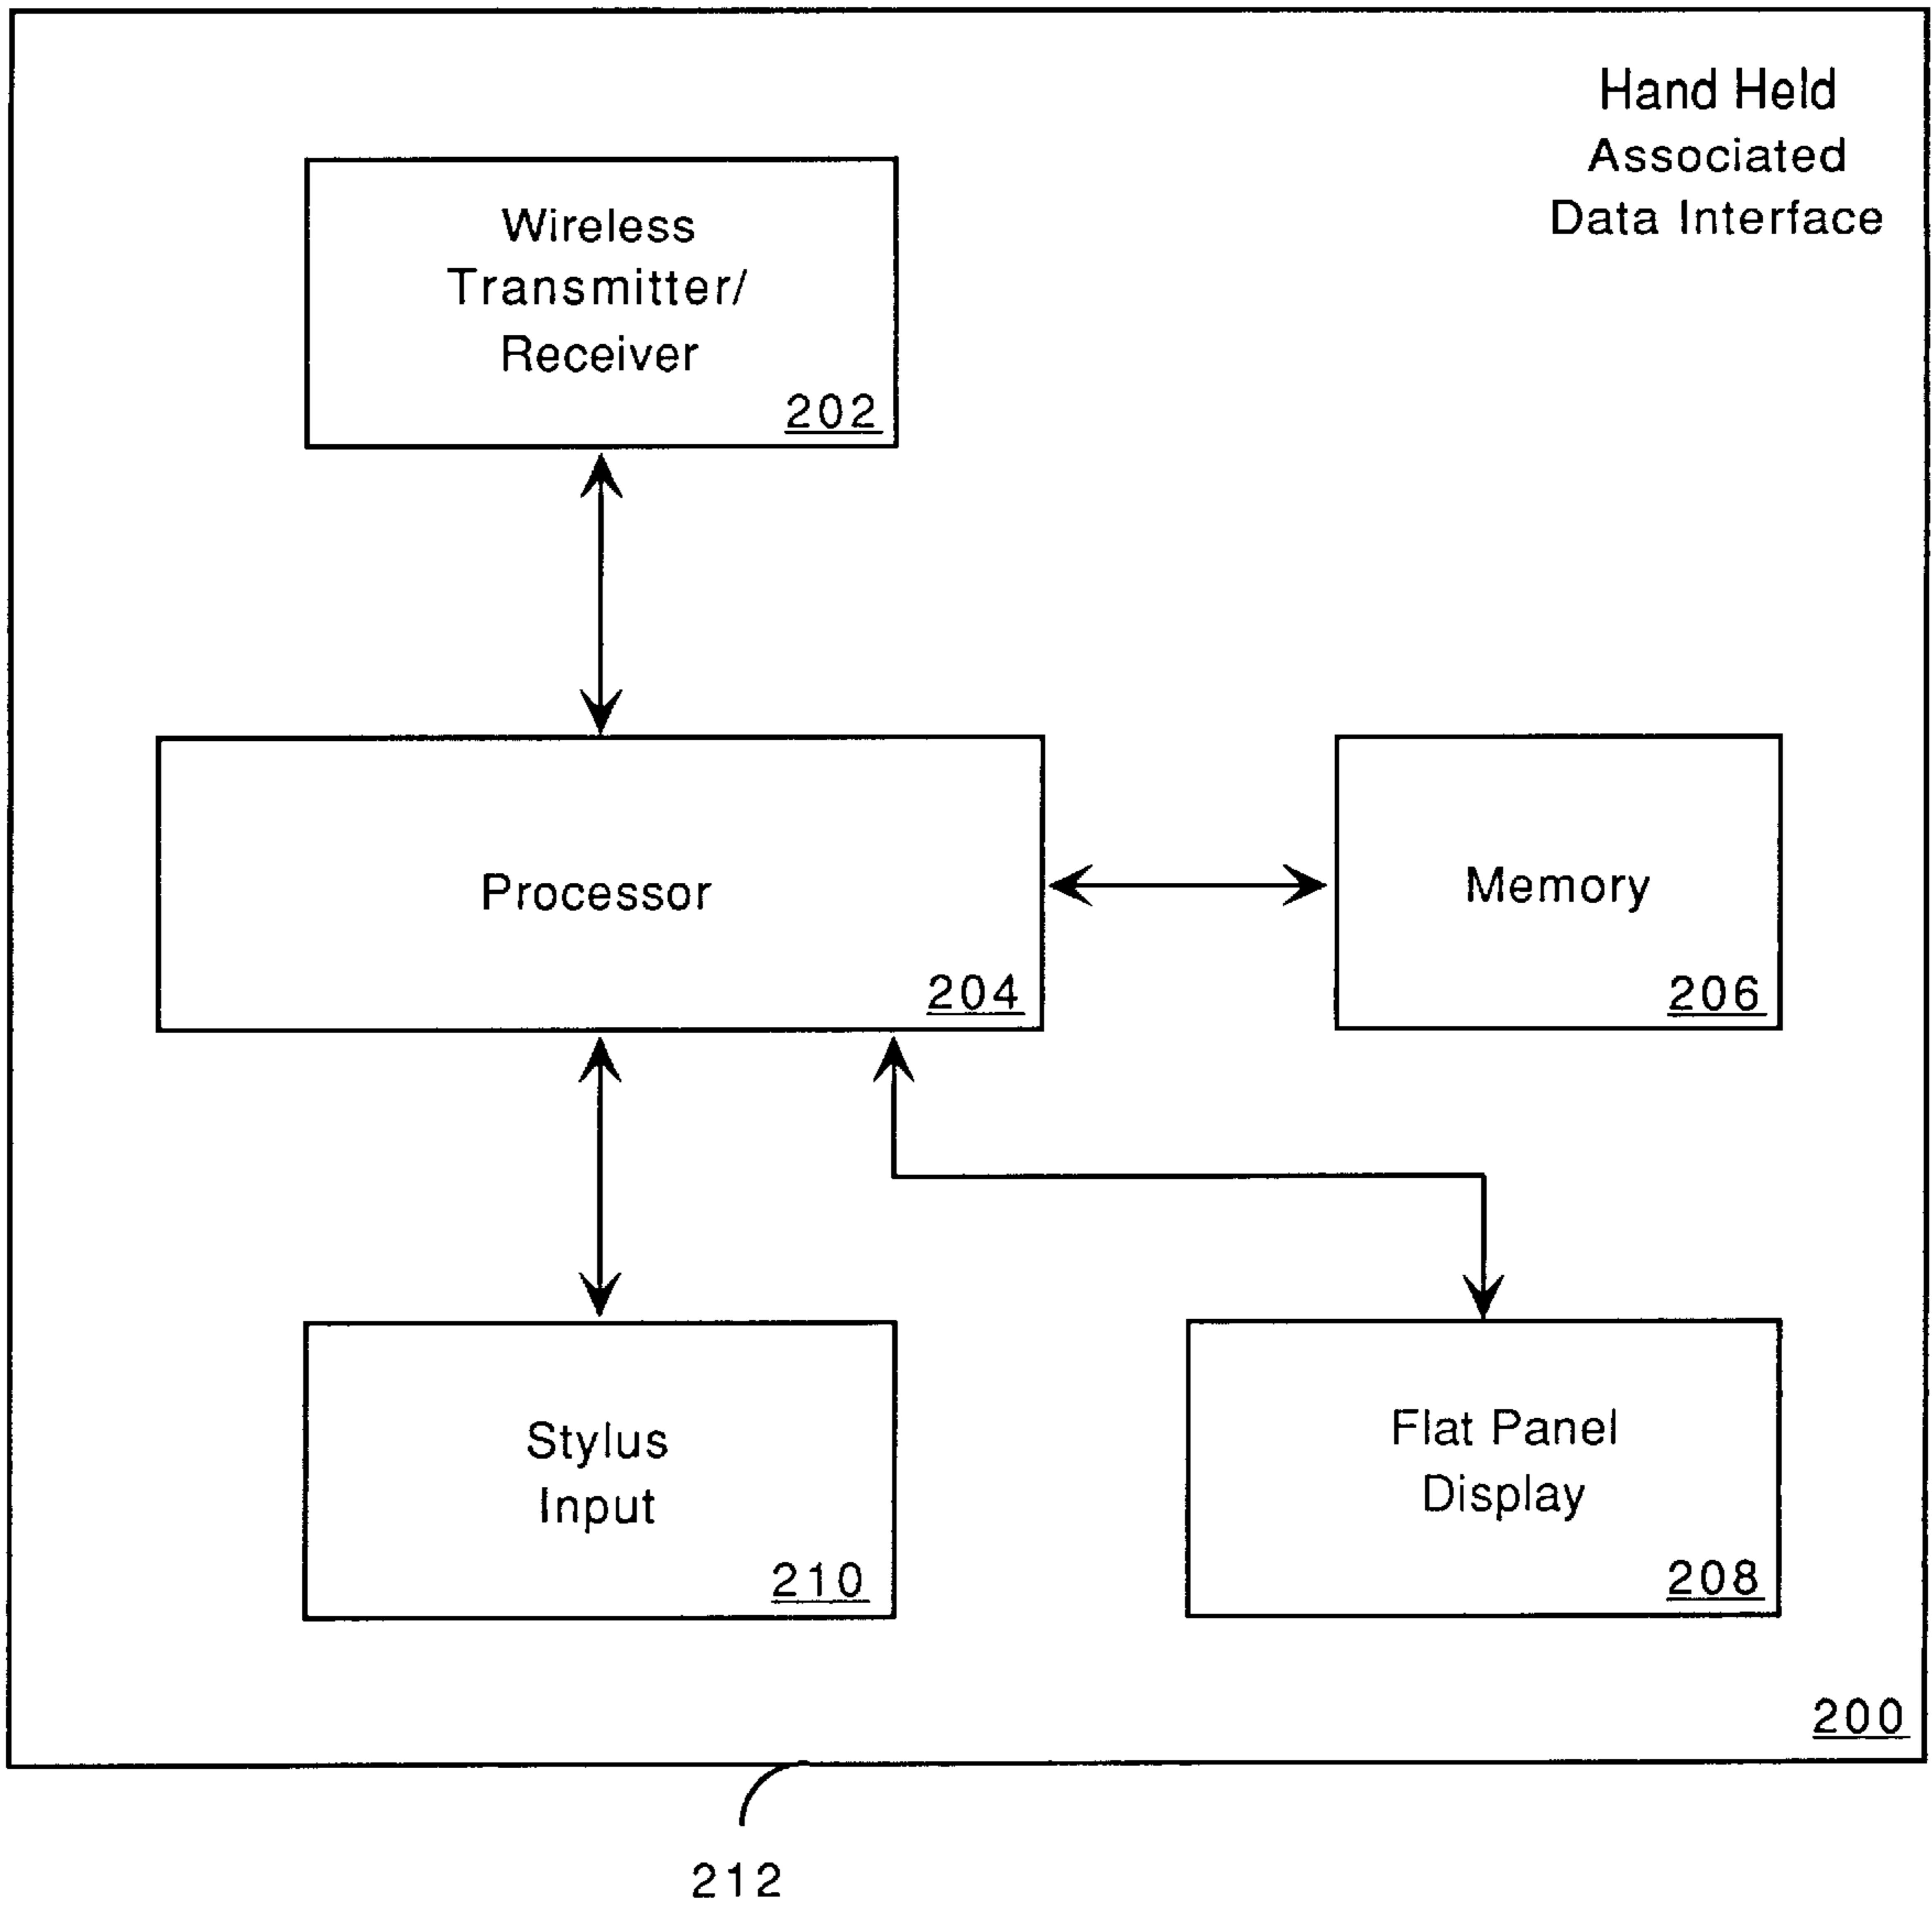 Hand Held
Associated
Data Interface
Wireless
Transmitter/
Receiver
202
Processor
204
Memory
206
Stylus
Input
210
Flat Panel
Display
208
200
212